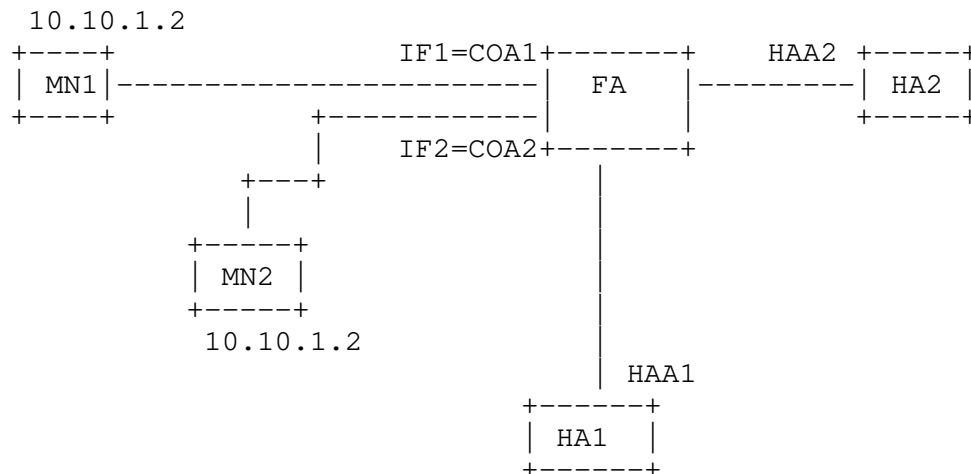 10.10.1.2
IF1=COA1 HAA2
MN1 FA HA2
IF2=COA2
MN2
10.10.1.2
HAA1
HA1